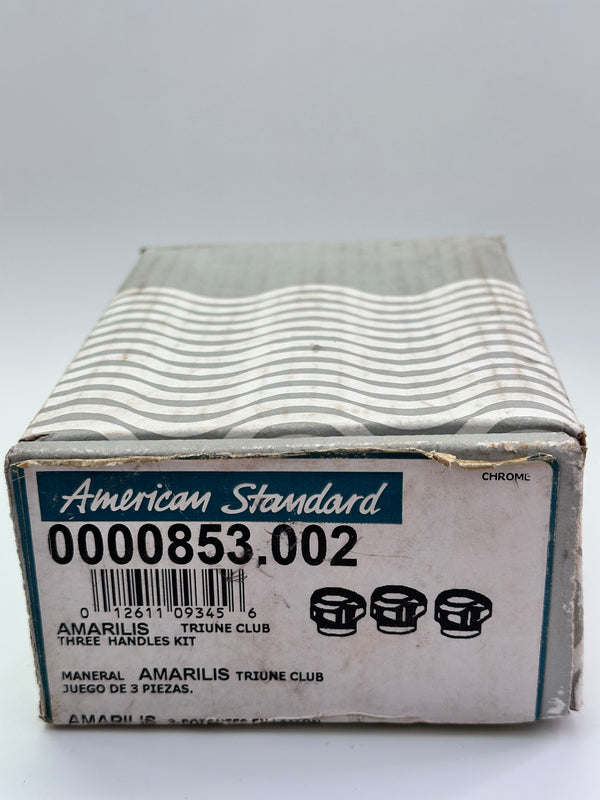 American Standard
CHROME
0000853.002
0 12611 09345 6
AMARILIS TRIUNE CLUB
THREE HANDLES KIT
MANERAL AMARILIS TRIUNE CLUB
JUEGO DE 3 PIEZAS.
AMARILIS